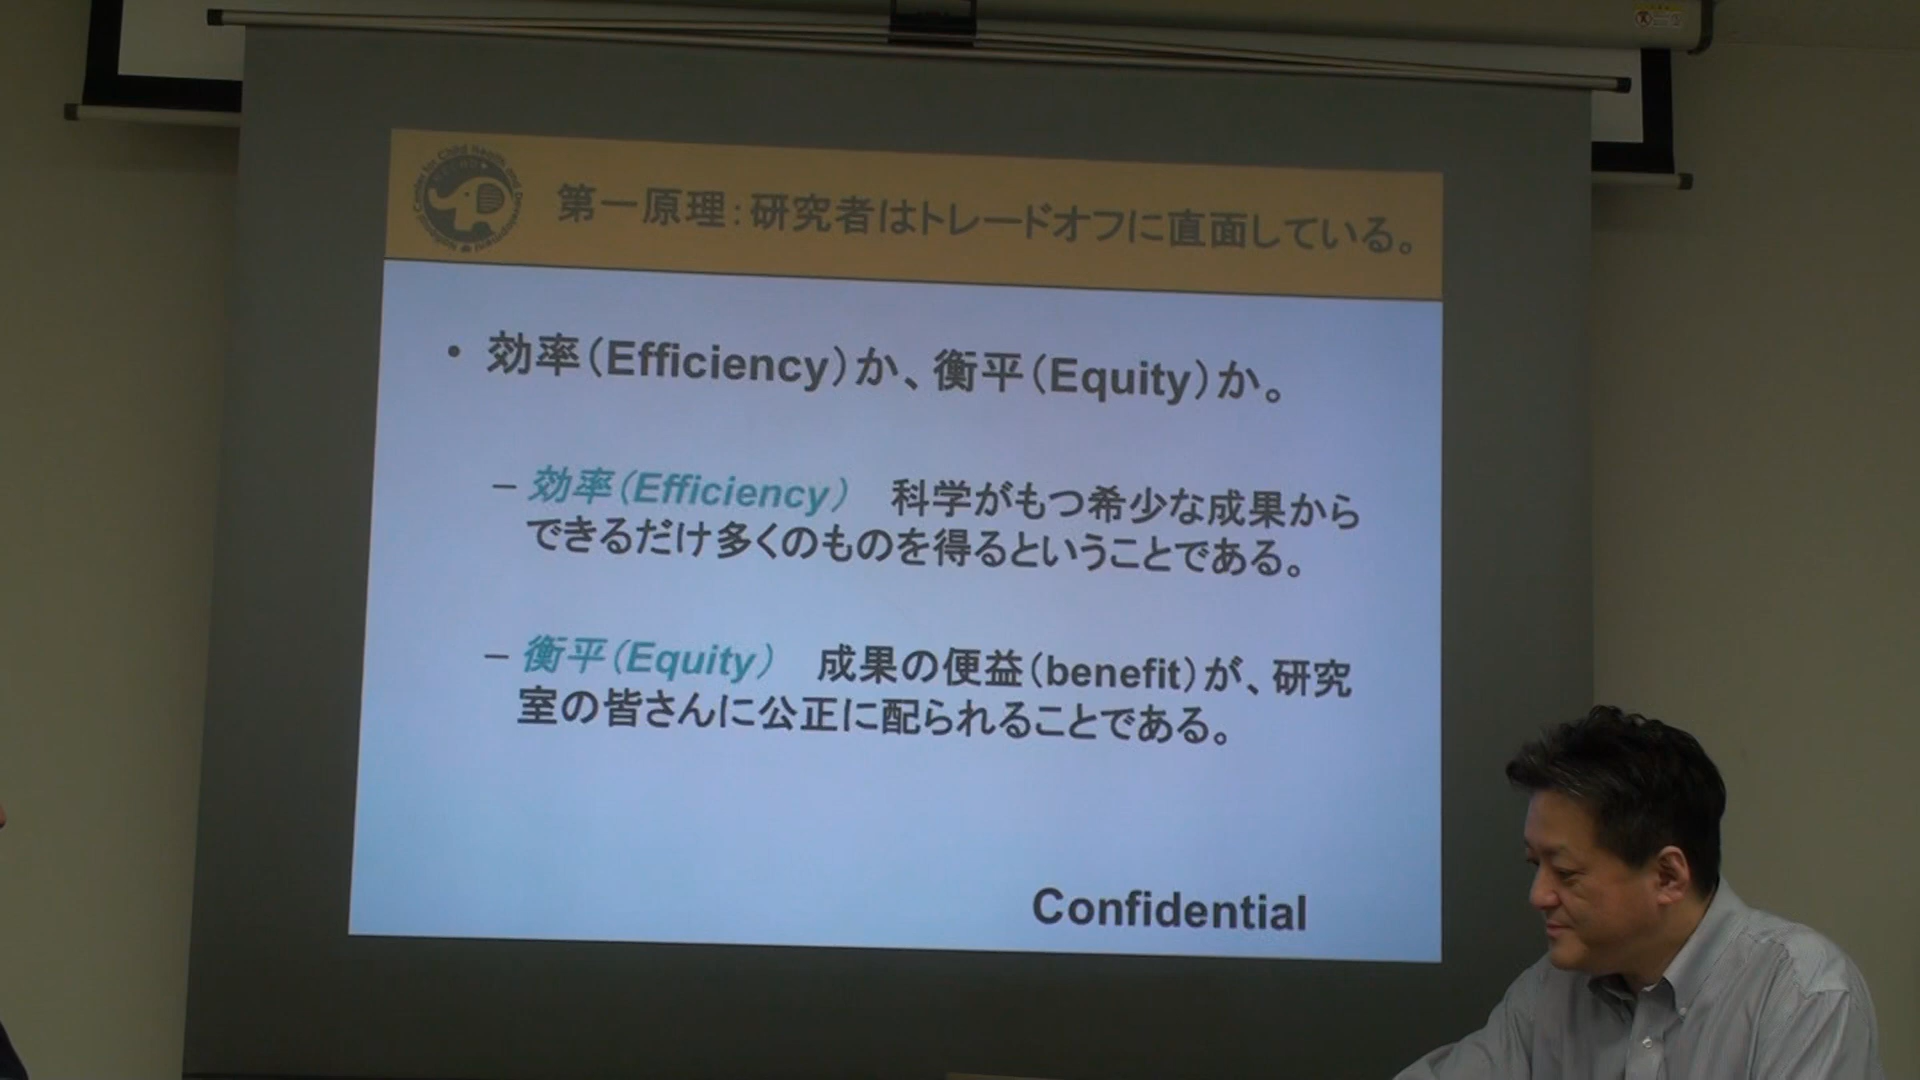 第一原理：研究者はトレードオフに直面している。
• 効率（Efficiency）か、衡平（Equity）か。
– 効率（Efficiency）　科学がもつ希少な成果から
できるだけ多くのものを得るということである。
– 衡平（Equity）　成果の便益（benefit）が、研究
室の皆さんに公正に配られることである。
Confidential